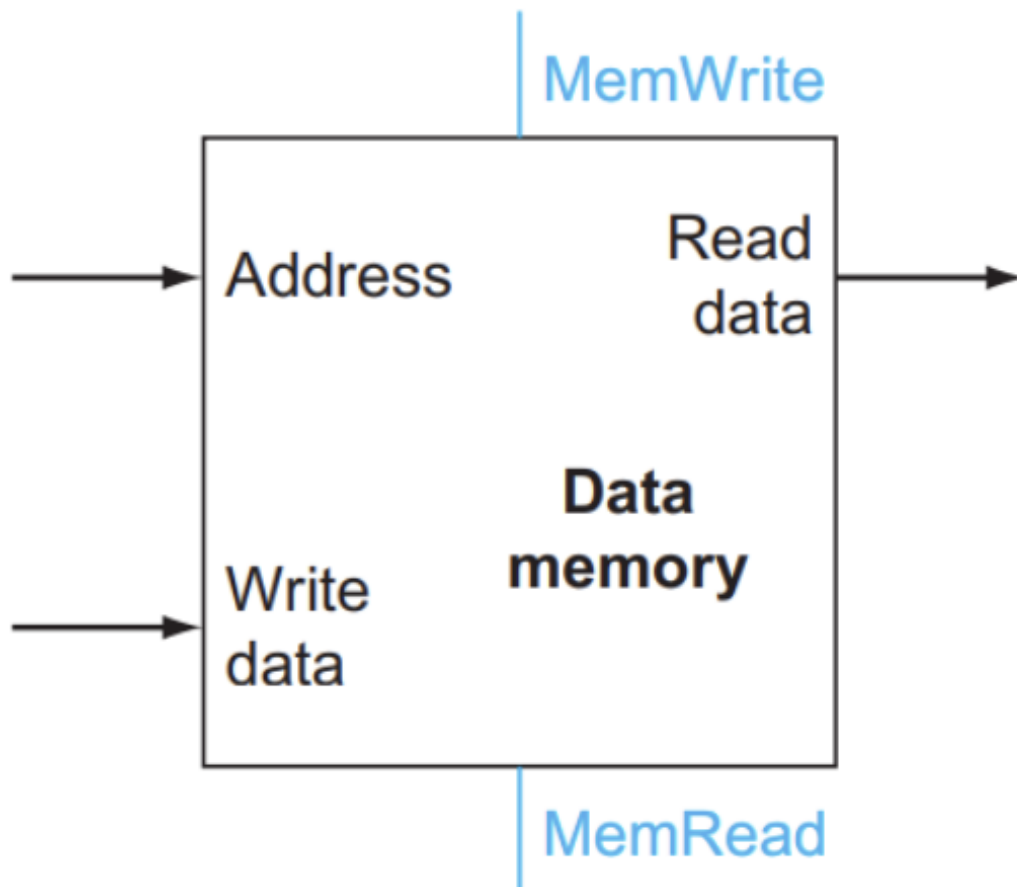 MemWrite
Address
Read
data
Data
memory
Write
data
MemRead